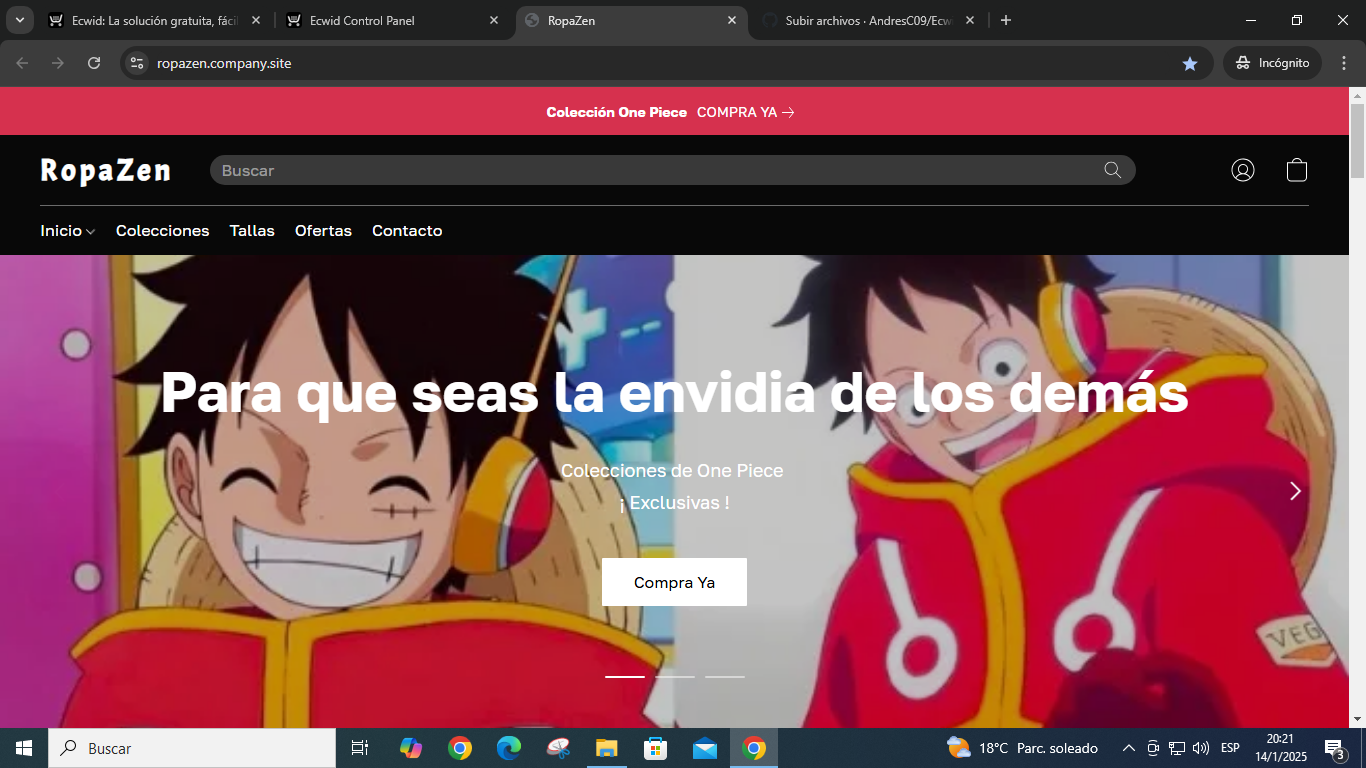 Ecwid: La solución gratuita, fáci
Ecwid Control Panel
RopaZen
Subir archivos · AndresC09/Ecw
ropazen.company.site
Incógnito
Colección One Piece COMPRA YA →
RopaZen
Buscar
Inicio Colecciones Tallas Ofertas Contacto
Para que seas la envidia de los demás
Colecciones de One Piece
¡ Exclusivas !
Compra Ya
VEG
Buscar
18°C Parc. soleado
ESP
20:21
14/1/2025
3